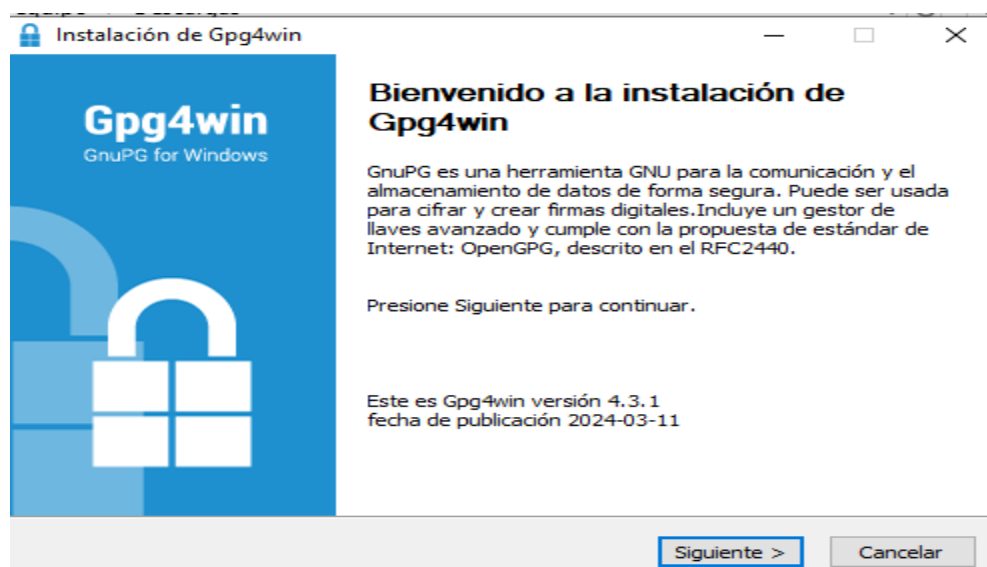 Instalación de Gpg4win
Gpg4win
GnuPG for Windows
Bienvenido a la instalación de
Gpg4win
GnuPG es una herramienta GNU para la comunicación y el
almacenamiento de datos de forma segura. Puede ser usada
para cifrar y crear firmas digitales.Incluye un gestor de
llaves avanzado y cumple con la propuesta de estándar de
Internet: OpenGPG, descrito en el RFC2440.
Presione Siguiente para continuar.
Este es Gpg4win versión 4.3.1
fecha de publicación 2024-03-11
Siguiente >
Cancelar